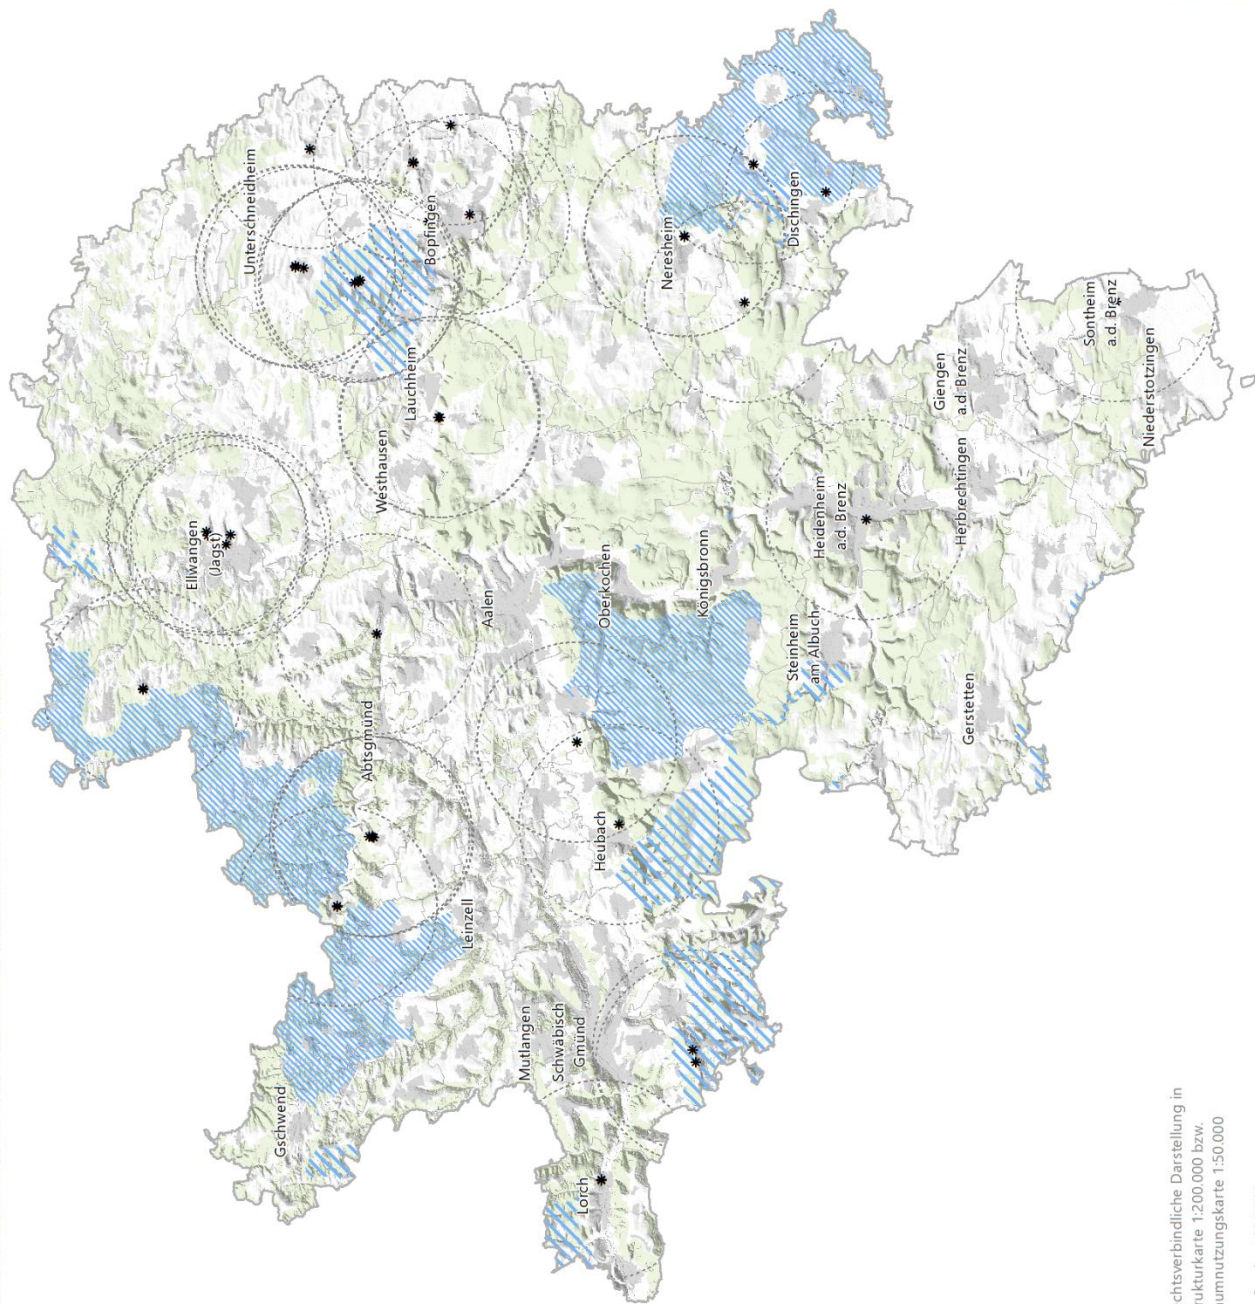 Gschwend
Lorch
Mutlangen
Schwäbisch
Gmünd
Leinzell
Heubach
Abtsgmünd
Aalen
Ellwangen
(Jagst)
Oberkochen
Königsbronn
Steinheim
am Albuch
Gerstetten
Westhausen
Lauchheim
Heidenheim
a.d. Brenz
Herbrechtingen
Giengen
a.d. Brenz
Niederstotzingen
Sontheim
a.d. Brenz
Unterschneidheim
Bopfingen
Neresheim
Dischingen
chtsverbindliche Darstellung in
rukturkarte 1:200.000 bzw.
umnutzungskarte 1:50.000